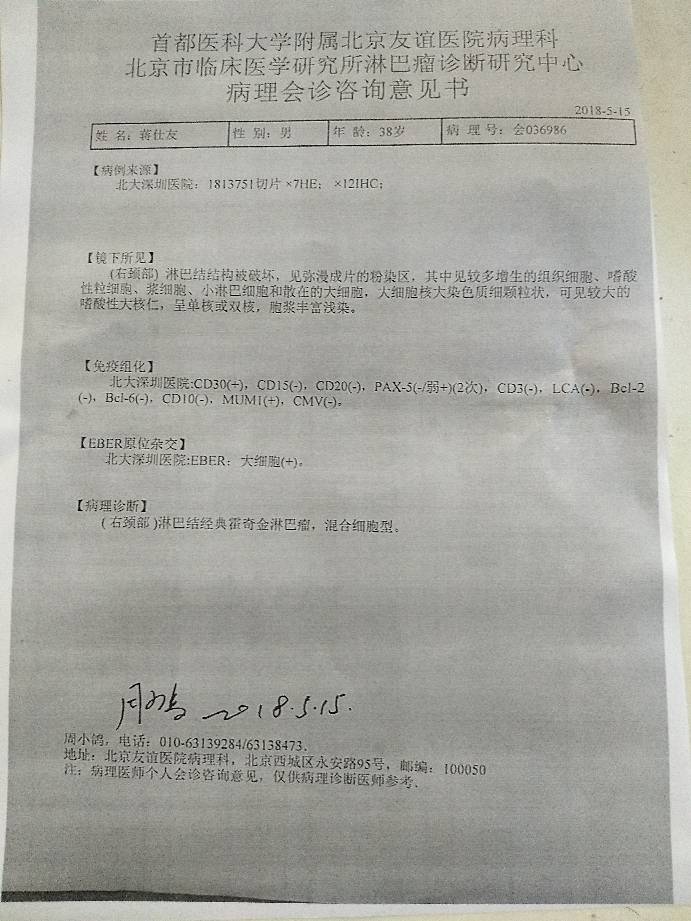 首都医科大学附属北京友谊医院病理科
北京市临床医学研究所淋巴瘤诊断研究中心
病理会诊咨询意见书
2018-5-15
姓 名：蒋仕友 性 别：男 年 龄：38岁 病 理 号：会036986
【病例来源】
北大深圳医院：1813751切片 ×7HE； ×12IHC；
【镜下所见】
(右颈部) 淋巴结结构被破坏，见弥漫成片的粉染区，其中见较多增生的组织细胞、嗜酸
性粒细胞、浆细胞、小淋巴细胞和散在的大细胞，大细胞核大染色质细颗粒状，可见较大的
嗜酸性大核仁，呈单核或双核，胞浆丰富浅染。
【免疫组化】
北大深圳医院:CD30(+)，CD15(-)，CD20(-)，PAX-5(-/弱+)(2次)，CD3(-)，LCA(-)，Bcl-2
(-)，Bcl-6(-)，CD10(-)，MUM1(+)，CMV(-)。
【EBER原位杂交】
北大深圳医院:EBER：大细胞(+)。
【病理诊断】
( 右颈部 )淋巴结经典霍奇金淋巴瘤，混合细胞型。
周小鸽 2018.5.15.
周小鸽，电话：010-63139284/63138473.
地址：北京友谊医院病理科，北京西城区永安路95号，邮编：100050
注：病理医师个人会诊咨询意见，仅供病理诊断医师参考、